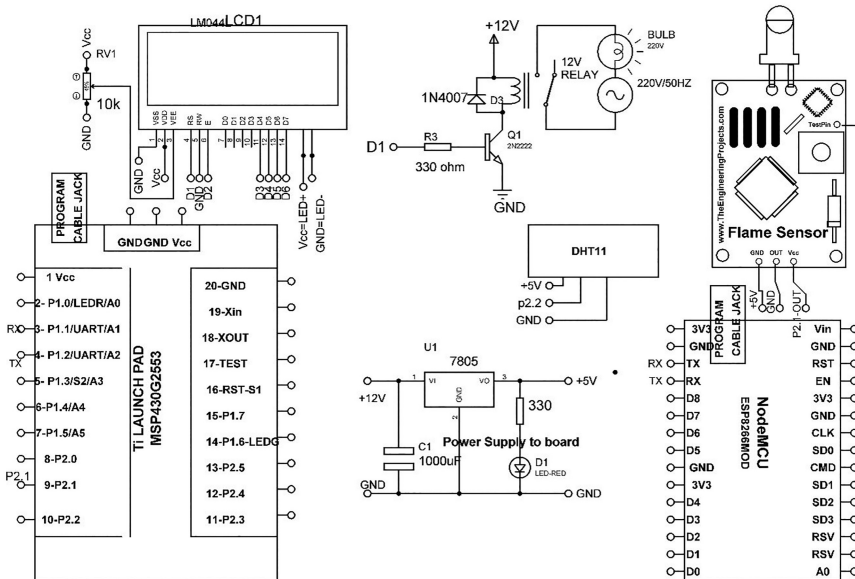 LM044L LCD1
Vcc
RV1
10k
GND
VSS VDD VEE RS RW E D0 D1 D2 D3 D4 D5 D6 D7
1 2 3 4 5 6 7 8 9 10 11 12 13 14
GND
Vcc
D1
GND
D2
D3
D4
D5
D6
Vcc=LED+
GND=LED-
+12V
1N4007
D3
12V
RELAY
BULB
220V
220V/50HZ
D1
R3
330 ohm
Q1
2N2222
GND
www.TheEngineeringProjects.com
TestPin
Flame Sensor
GND OUT Vcc
+5V
GND
P2.1-OUT
PROGRAM
CABLE JACK
GND GND Vcc
1 Vcc
2- P1.0/LEDR/A0
RX
3- P1.1/UART/A1
4- P1.2/UART/A2
TX
5- P1.3/S2/A3
6-P1.4/A4
7-P1.5/A5
8-P2.0
P2.1
9-P2.1
10-P2.2
Ti LAUNCH PAD
MSP430G2553
20-GND
19-Xin
18-XOUT
17-TEST
16-RST-S1
15-P1.7
14-P1.6-LEDG
13-P2.5
12-P2.4
11-P2.3
DHT11
+5V
p2.2
GND
U1
7805
1 VI VO 3
GND
2
+12V
+5V
C1
1000uF
330
Power Supply to board
D1
LED-RED
GND
GND
PROGRAM
CABLE JACK
3V3
GND
RX TX
TX RX
D8
D7
D6
D5
GND
3V3
D4
D3
D2
D1
D0
NodeMCU
ESP8266MOD
Vin
GND
RST
EN
3V3
GND
CLK
SD0
CMD
SD1
SD2
SD3
RSV
RSV
A0